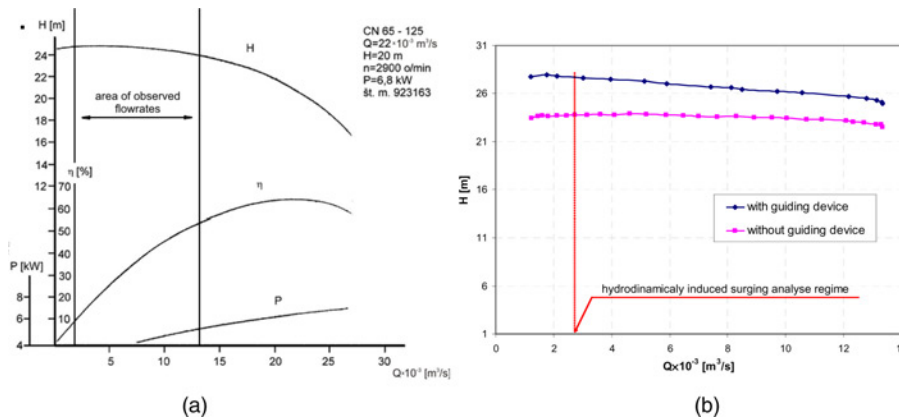 H [m]
CN 65 - 125
Q=22·10⁻³ m³/s
H=20 m
n=2900 o/min
P=6,8 kW
št. m. 923163
H
area of observed
flowrates
24
22
20
18
16
14
12
10
η [%]
70
60
50
40
30
20
10
η
P [kW]
8
6
4
P
5
10
15
20
25
30
Q·10⁻³ [m³/s]
(a)
31
26
21
16
11
6
1
H [m]
with guiding device
without guiding device
hydrodinamicaly induced surging analyse regime
0
2
4
6
8
10
12
14
Q×10⁻³ [m³/s]
(b)